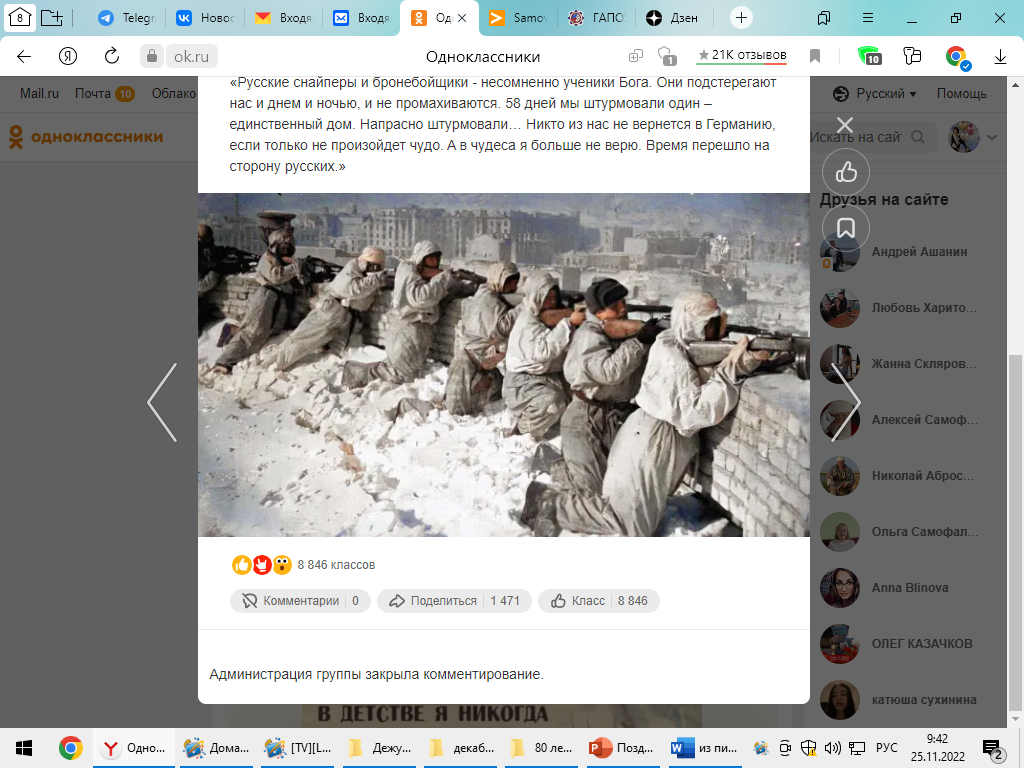 8
Telegr
Новос
Входя
Входя
Од
Samov
ГАПО
Дзен
ok.ru
Одноклассники
1
21K отзывов
10
Mail.ru
Почта 10
Облако
Русский
Помощь
одноклассники
Искать на сайт
«Русские снайперы и бронебойщики - несомненно ученики Бога. Они подстерегают
нас и днем и ночью, и не промахиваются. 58 дней мы штурмовали один –
единственный дом. Напрасно штурмовали… Никто из нас не вернется в Германию,
если только не произойдет чудо. А в чудеса я больше не верю. Время перешло на
сторону русских.»
Друзья на сайте
Андрей Ашанин
Любовь Харито...
Жанна Скляров...
Алексей Самоф...
Николай Аброс...
Ольга Самофал...
Anna Blinova
ОЛЕГ КАЗАЧКОВ
катюша сухинина
8 846 классов
Комментарии 0
Поделиться 1 471
Класс 8 846
Администрация группы закрыла комментирование.
В ДЕТСТВЕ Я НИКОГДА
Одно...
Дома...
[TV][L...
Дежу...
декаб...
80 ле...
Позд...
из пи...
РУС
9:42
25.11.2022
2